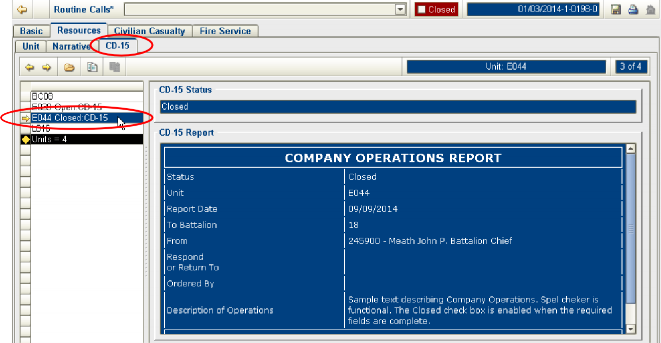 Routine Calls*
Closed
01/03/2014-1-0198-0
Basic Resources Civilian Casualty Fire Service
Unit Narrative CD-15
Unit: E044
3 of 4
BC00
E039 Open:CD-15
E044 Closed:CD-15
L016
Units = 4
CD-15 Status
Closed
CD 15 Report
COMPANY OPERATIONS REPORT
Status Closed
Unit E044
Report Date 09/09/2014
To Battalion 18
From 245900 - Meath John P. Battalion Chief
Respond
or Return To
Ordered By
Description of Operations
Sample text describing Company Operations. Spel cheker is
functional. The Closed check box is enabled when the required
fields are complete.